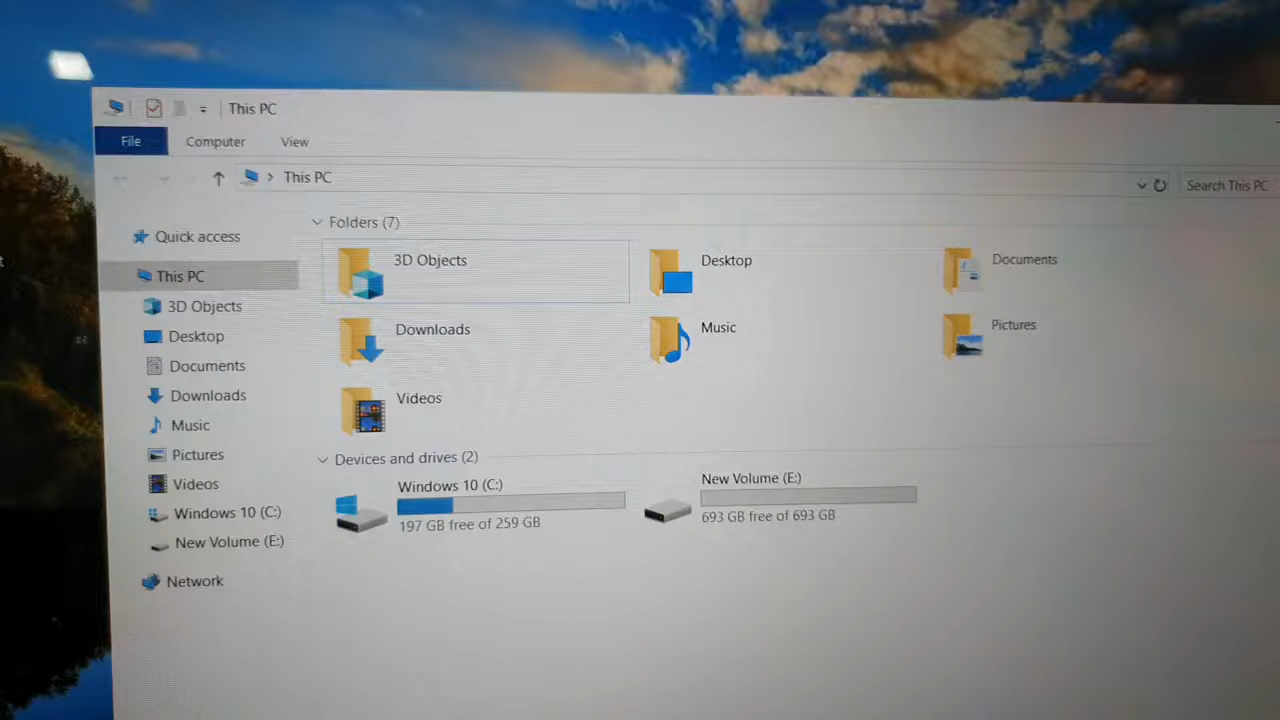 This PC
File Computer View
This PC
Search This PC
Quick access
This PC
3D Objects
Desktop
Documents
Downloads
Music
Pictures
Videos
Windows 10 (C:)
New Volume (E:)
Network
Folders (7)
3D Objects
Desktop
Documents
Downloads
Music
Pictures
Videos
Devices and drives (2)
Windows 10 (C:)
197 GB free of 259 GB
New Volume (E:)
693 GB free of 693 GB